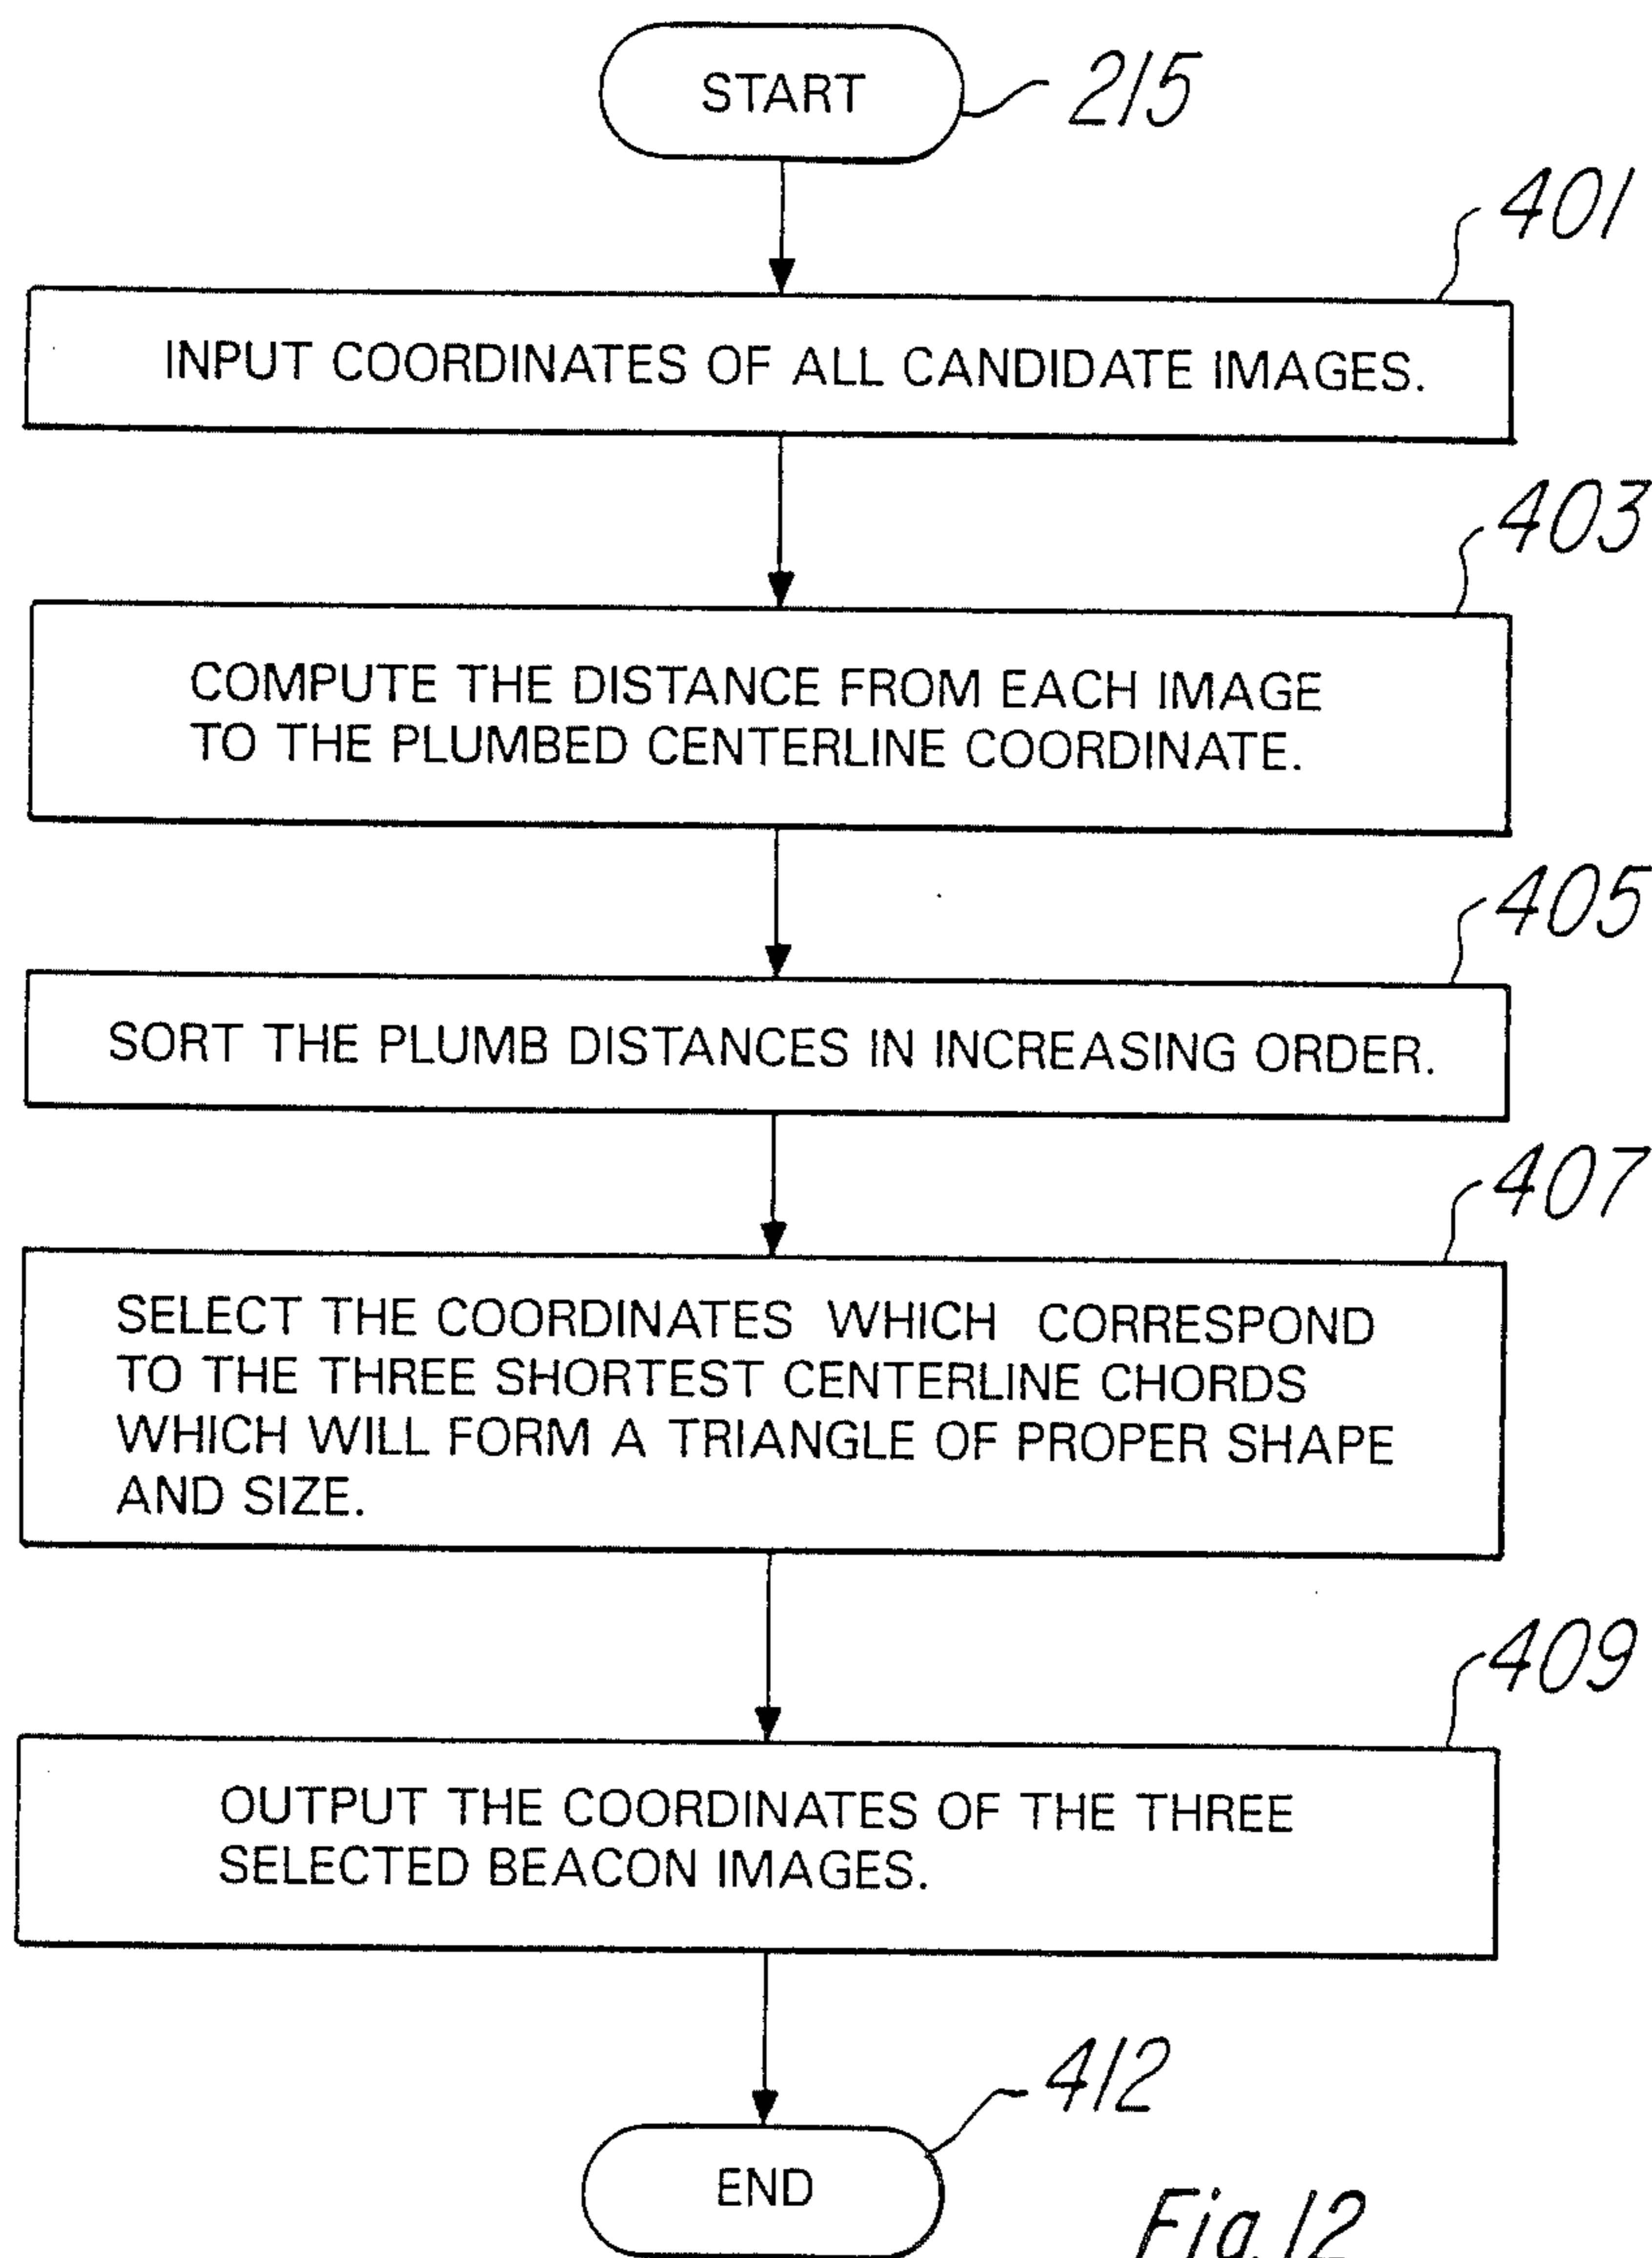 START
215
401
INPUT COORDINATES OF ALL CANDIDATE IMAGES.
403
COMPUTE THE DISTANCE FROM EACH IMAGE
TO THE PLUMBED CENTERLINE COORDINATE.
405
SORT THE PLUMB DISTANCES IN INCREASING ORDER.
407
SELECT THE COORDINATES WHICH CORRESPOND
TO THE THREE SHORTEST CENTERLINE CHORDS
WHICH WILL FORM A TRIANGLE OF PROPER SHAPE
AND SIZE.
409
OUTPUT THE COORDINATES OF THE THREE
SELECTED BEACON IMAGES.
412
END
Fig.12